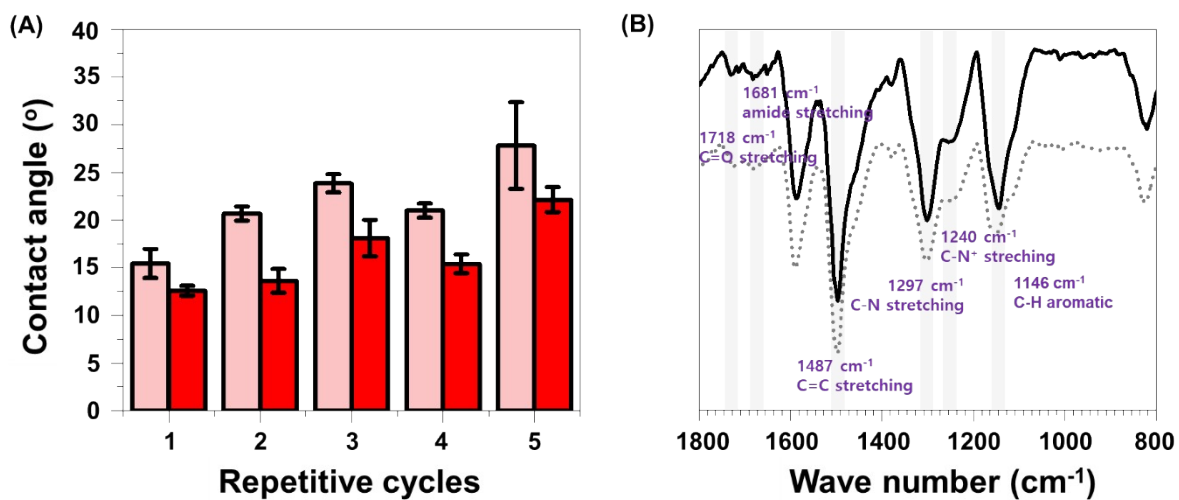 (A)
40
35
30
25
20
15
10
5
0
Contact angle (º)
1 2 3 4 5
Repetitive cycles
(B)
1681 cm⁻¹
amide stretching
1718 cm⁻¹
C=O stretching
1240 cm⁻¹
C-N⁺ streching
1297 cm⁻¹
C-N stretching
1146 cm⁻¹
C-H aromatic
1487 cm⁻¹
C=C stretching
1800 1600 1400 1200 1000 800
Wave number (cm⁻¹)